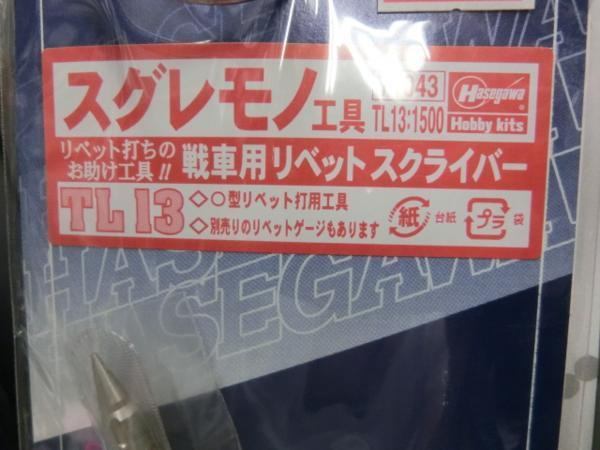 スグレモノ工具
TL13:1500
Hasegawa
Hobby kits
リベット打ちの
お助け工具!!
戦車用リベットスクライバー
TL13
◇○型リベット打用工具
◇別売りのリベットゲージもあります
紙 台紙
プラ 袋
HASEGAWA